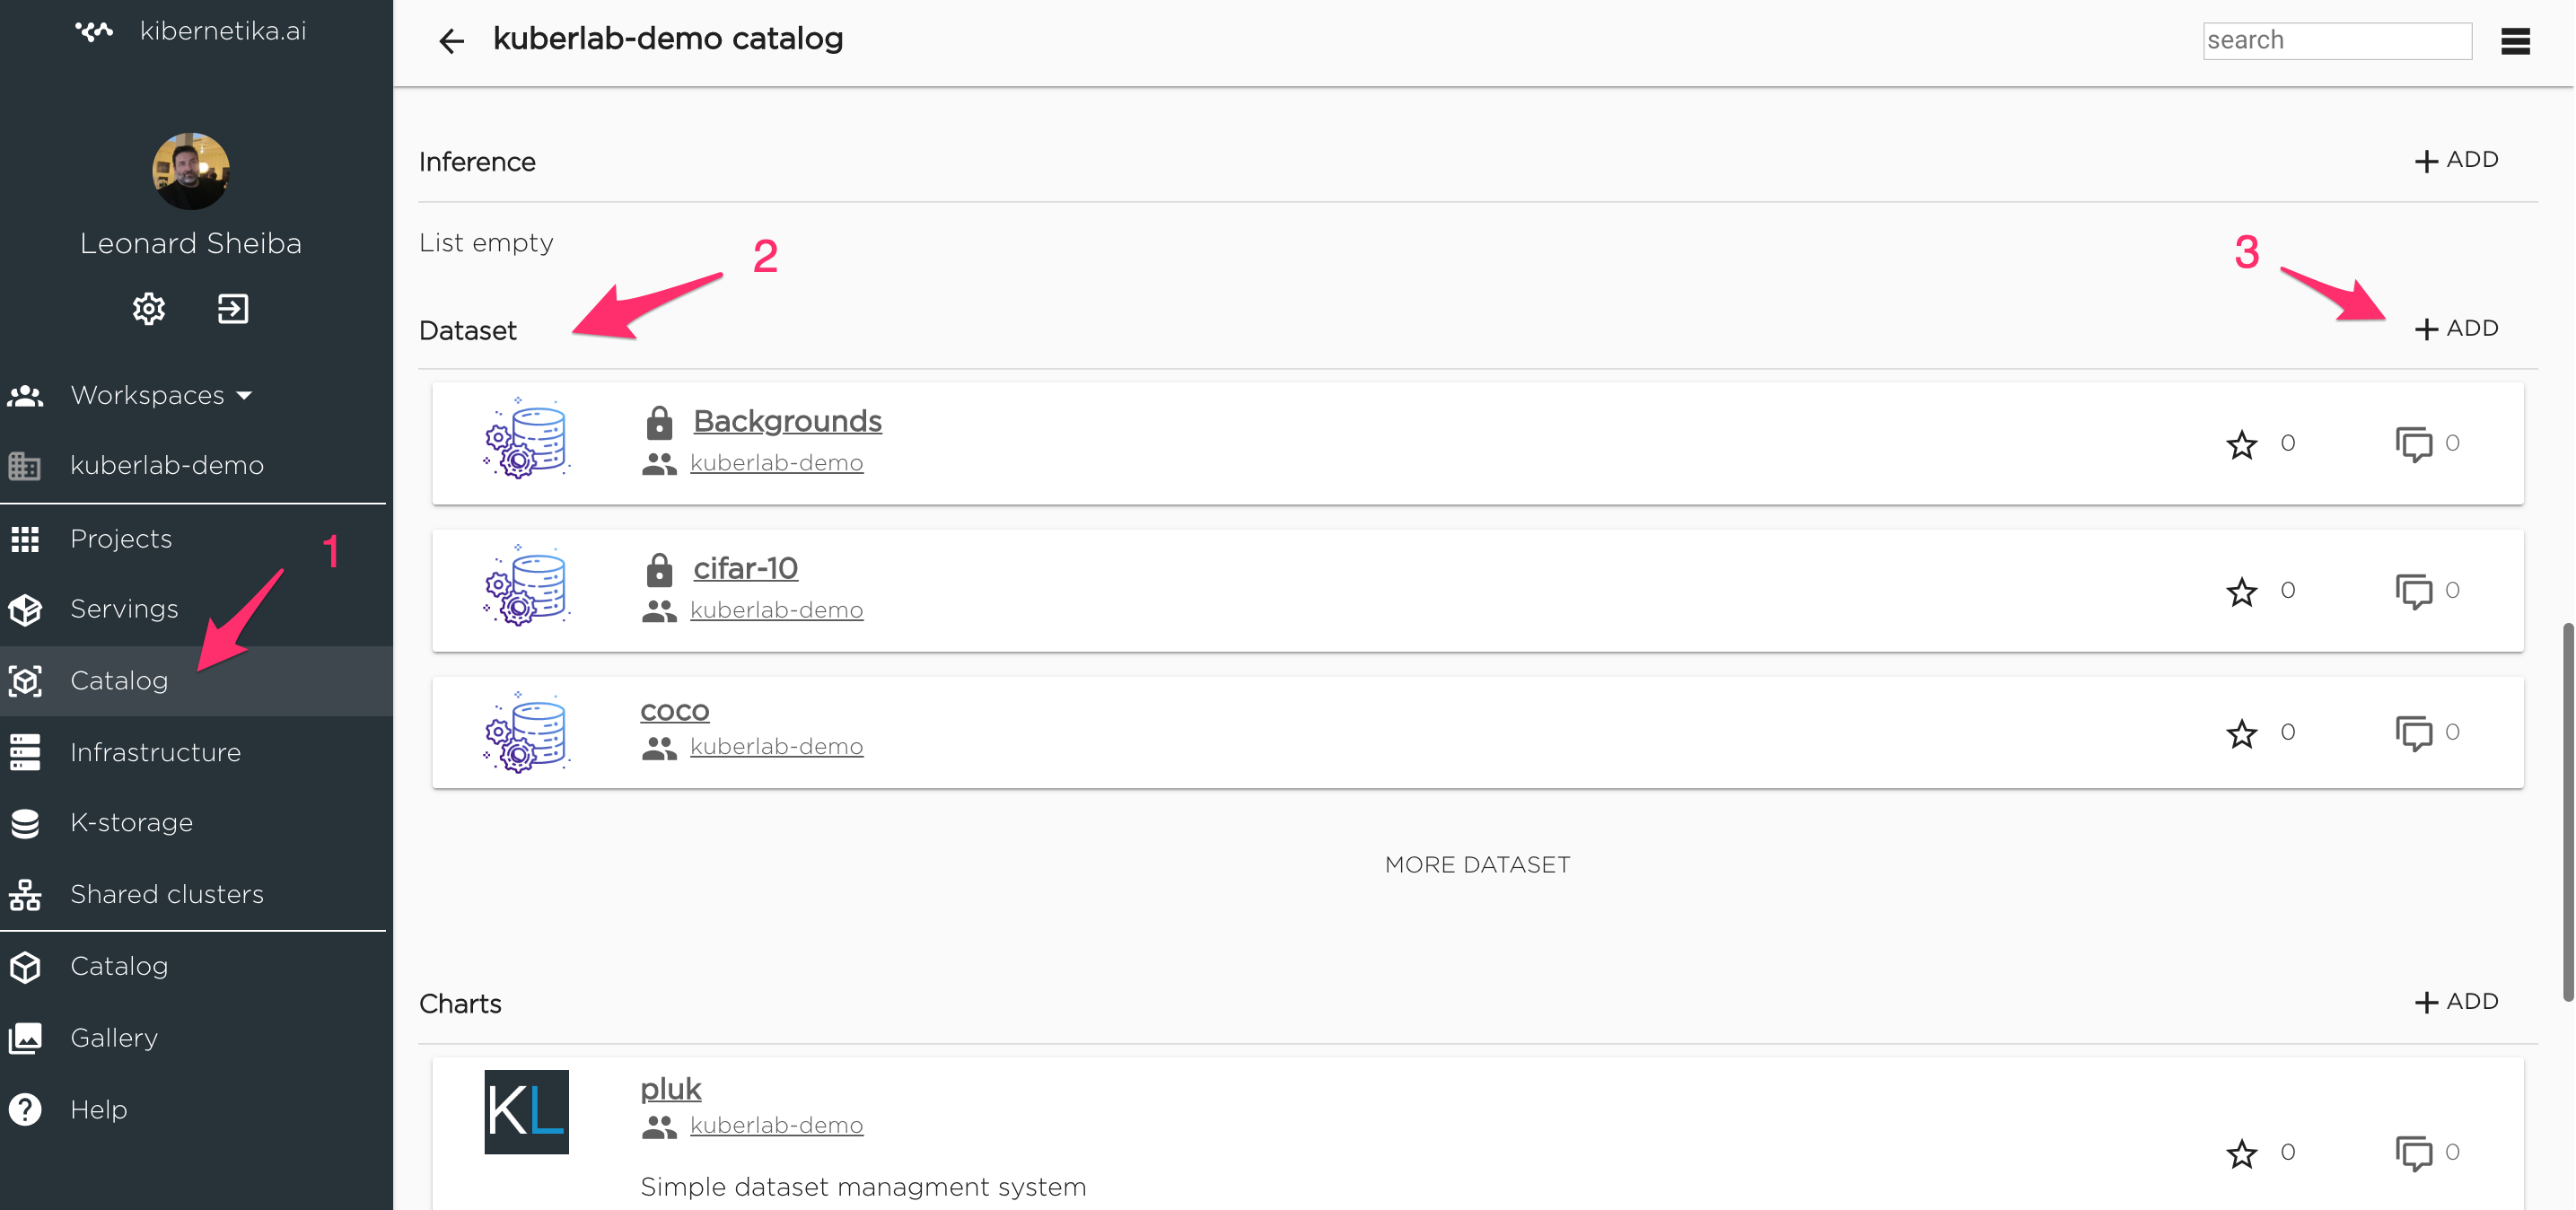 kibernetika.ai
Leonard Sheiba
Workspaces
kuberlab-demo
Projects
1
Servings
Catalog
Infrastructure
K-storage
Shared clusters
Catalog
Gallery
Help
kuberlab-demo catalog
search
Inference
ADD
List empty
2
3
Dataset
ADD
Backgrounds
kuberlab-demo
0
0
cifar-10
kuberlab-demo
0
0
coco
kuberlab-demo
0
0
MORE DATASET
Charts
ADD
KL
pluk
kuberlab-demo
0
0
Simple dataset managment system